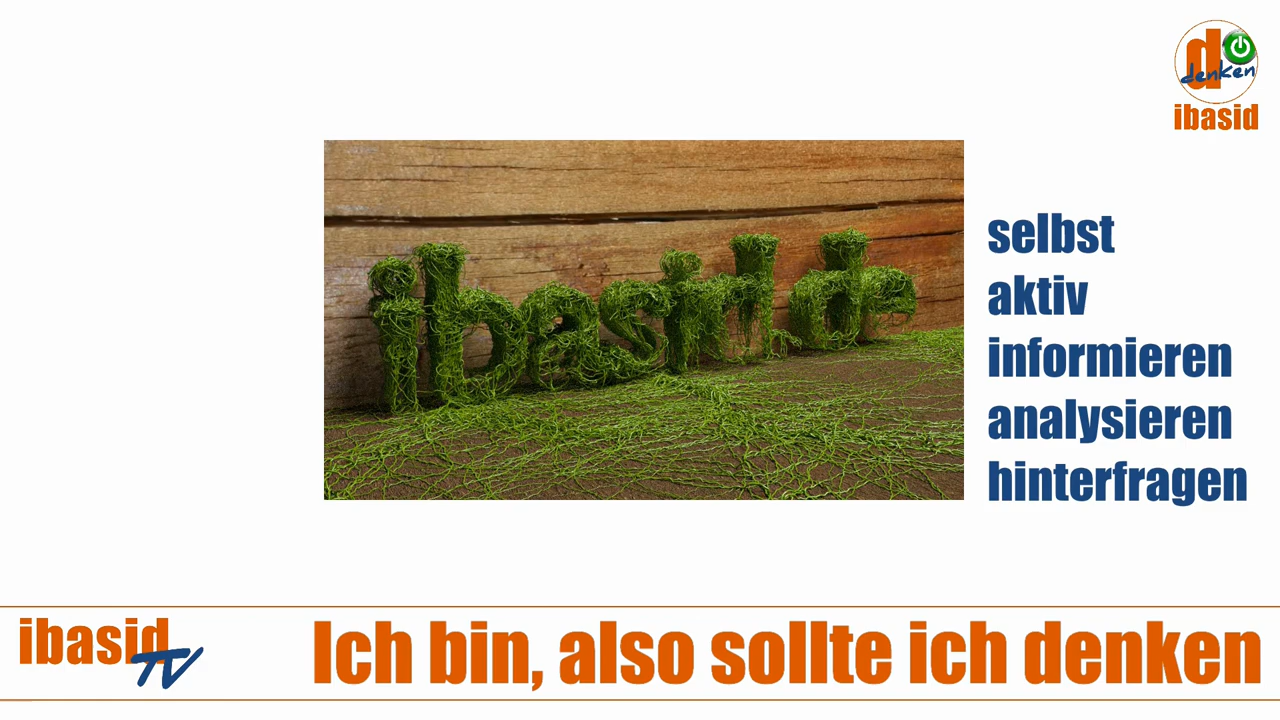 denken
ibasid
ibasid.de
selbst
aktiv
informieren
analysieren
hinterfragen
ibasid
TV
Ich bin, also sollte ich denken